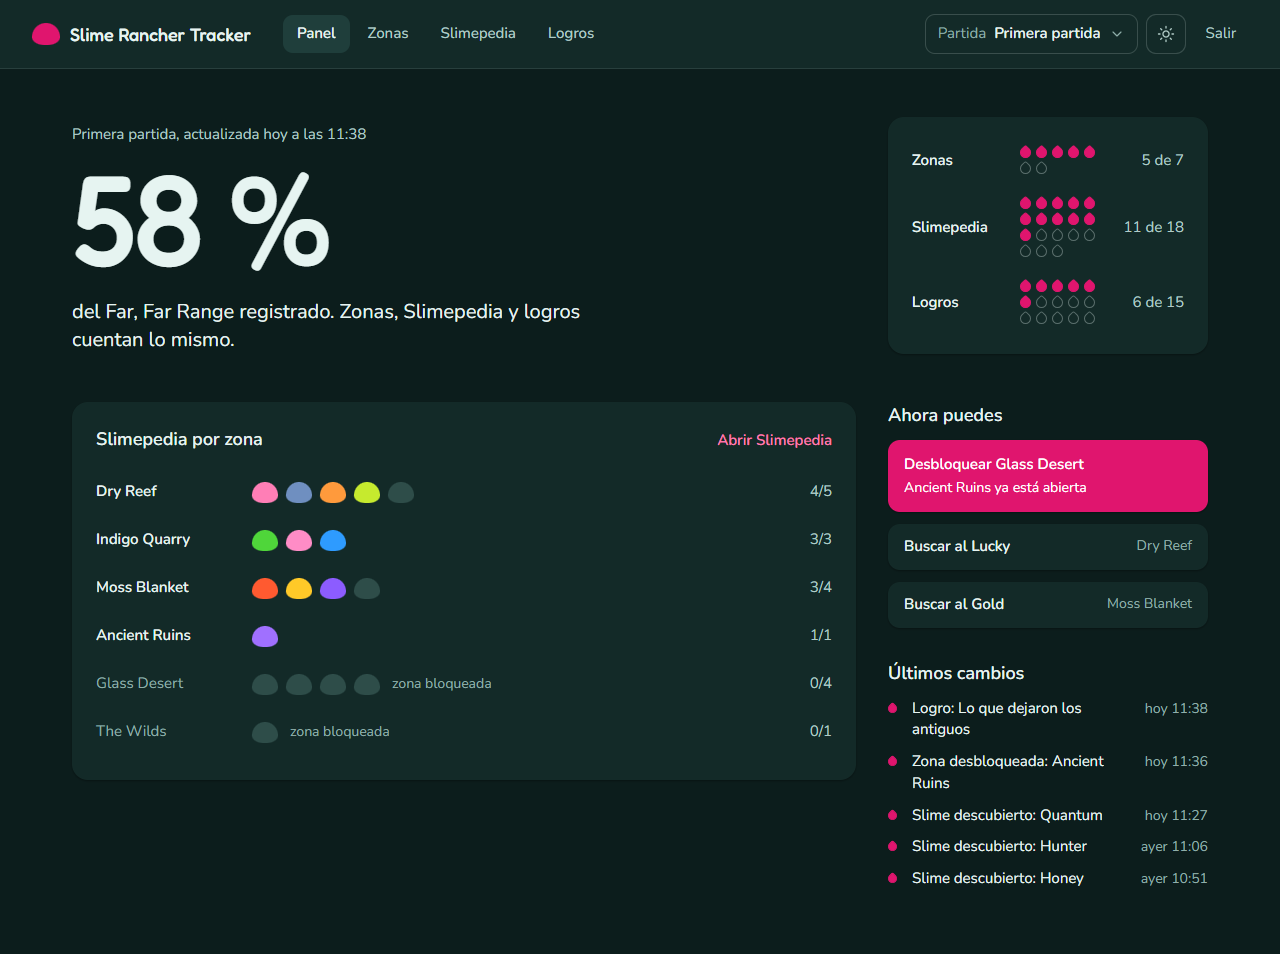 Slime Rancher Tracker
Panel
Zonas
Slimepedia
Logros
Partida Primera partida
Salir
Primera partida, actualizada hoy a las 11:38
58 %
del Far, Far Range registrado. Zonas, Slimepedia y logros
cuentan lo mismo.
Zonas 5 de 7
Slimepedia 11 de 18
Logros 6 de 15
Slimepedia por zona
Abrir Slimepedia
Dry Reef 4/5
Indigo Quarry 3/3
Moss Blanket 3/4
Ancient Ruins 1/1
Glass Desert zona bloqueada 0/4
The Wilds zona bloqueada 0/1
Ahora puedes
Desbloquear Glass Desert
Ancient Ruins ya está abierta
Buscar al Lucky Dry Reef
Buscar al Gold Moss Blanket
Últimos cambios
Logro: Lo que dejaron los hoy 11:38
antiguos
Zona desbloqueada: Ancient hoy 11:36
Ruins
Slime descubierto: Quantum hoy 11:27
Slime descubierto: Hunter ayer 11:06
Slime descubierto: Honey ayer 10:51